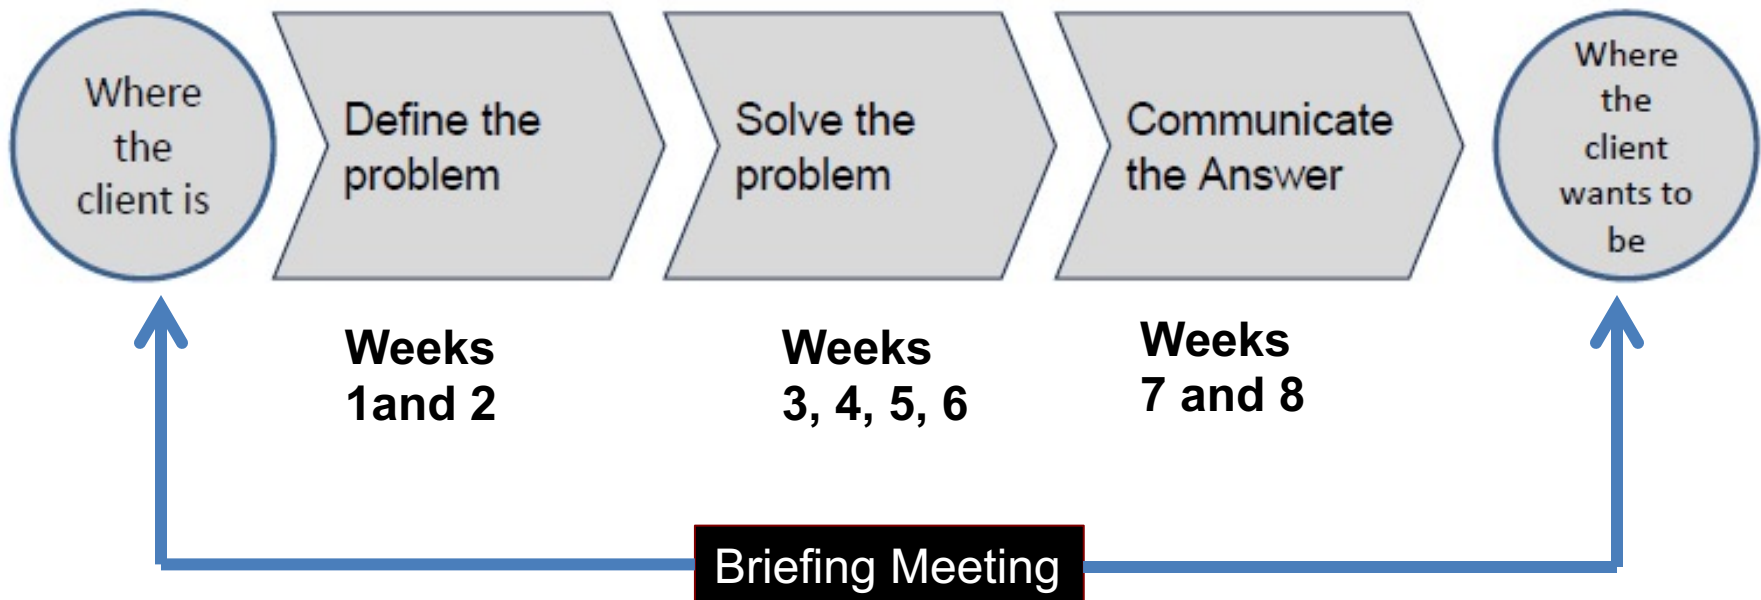 Where
the
client is
Define the
problem
Solve the
problem
Communicate
the Answer
Where
the
client
wants to
be
Weeks
1and 2
Weeks
3, 4, 5, 6
Weeks
7 and 8
Briefing Meeting